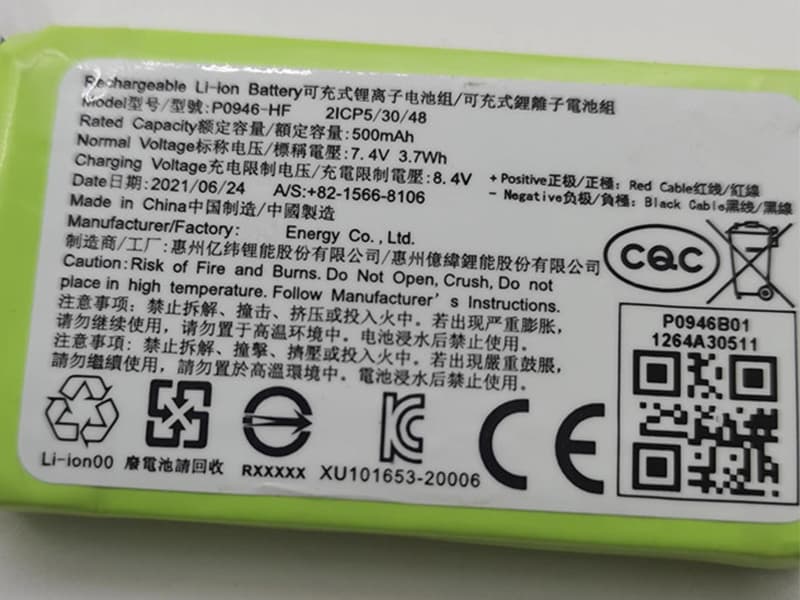 Rechargeable Li-ion Battery可充式锂离子电池组/可充式鋰離子電池組
Model型号/型號:P0946-HF 2ICP5/30/48
Rated Capacity额定容量/額定容量:500mAh
Normal Voltage标称电压/標稱電壓:7.4V 3.7Wh
Charging Voltage充电限制电压/充電限制電壓:8.4V
Date日期:2021/06/24 A/S:+82-1566-8106
+Positive正极/正極: Red Cable红线/紅線
- Negative负极/負極: Black Cable黑线/黑線
Made in China中国制造/中國製造
Manufacturer/Factory: Energy Co., Ltd.
制造商/工厂:惠州亿纬锂能股份有限公司/惠州億緯鋰能股份有限公司
Caution:Risk of Fire and Burns. Do Not Open, Crush, Do not
place in high temperature. Follow Manufacturer's Instructions.
注意事项: 禁止拆解、撞击、挤压或投入火中。若出现严重膨胀,
请勿继续使用, 请勿置于高温环境中。电池浸水后禁止使用.
注意事項: 禁止拆解、撞擊、擠壓或投入火中。若出現嚴重鼓脹,
請勿繼續使用, 請勿置於高溫環境中。電池浸水后禁止使用.
CQC
P0946B01
1264A30511
Li-ion00
廢電池請回收
RXXXXX
XU101653-20006
CE